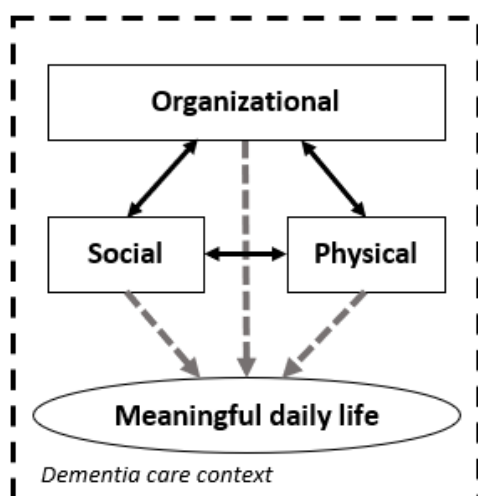 Organizational
Social
Physical
Meaningful daily life
Dementia care context